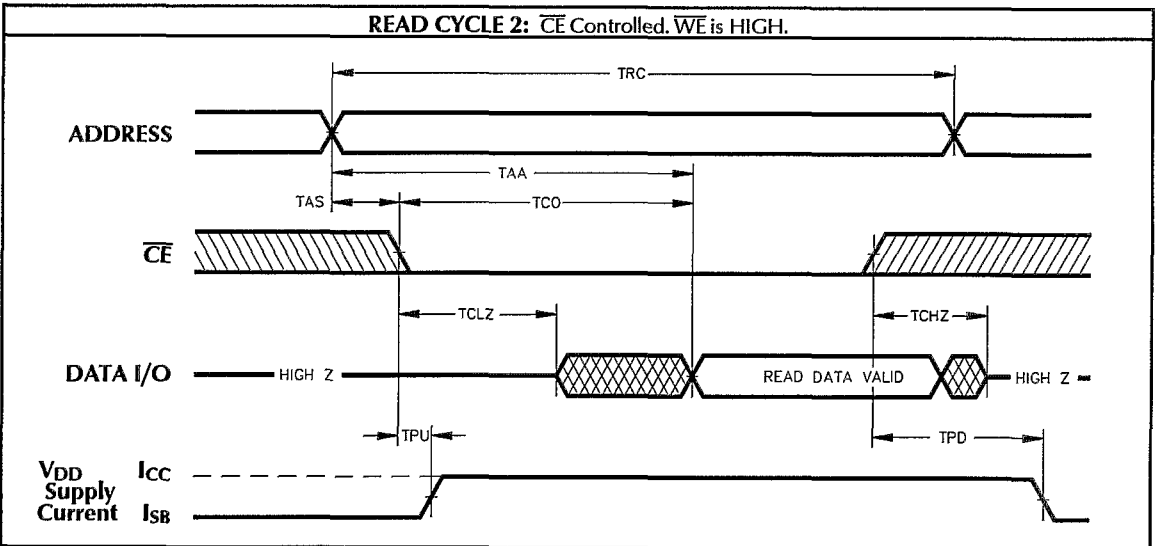 READ CYCLE 2: CE Controlled. WE is HIGH.
TRC
ADDRESS
TAA
TAS
TCO
CE
TCLZ
TCHZ
DATA I/O
HIGH Z
READ DATA VALID
HIGH Z
TPU
TPD
VDD ICC
Supply
Current ISB